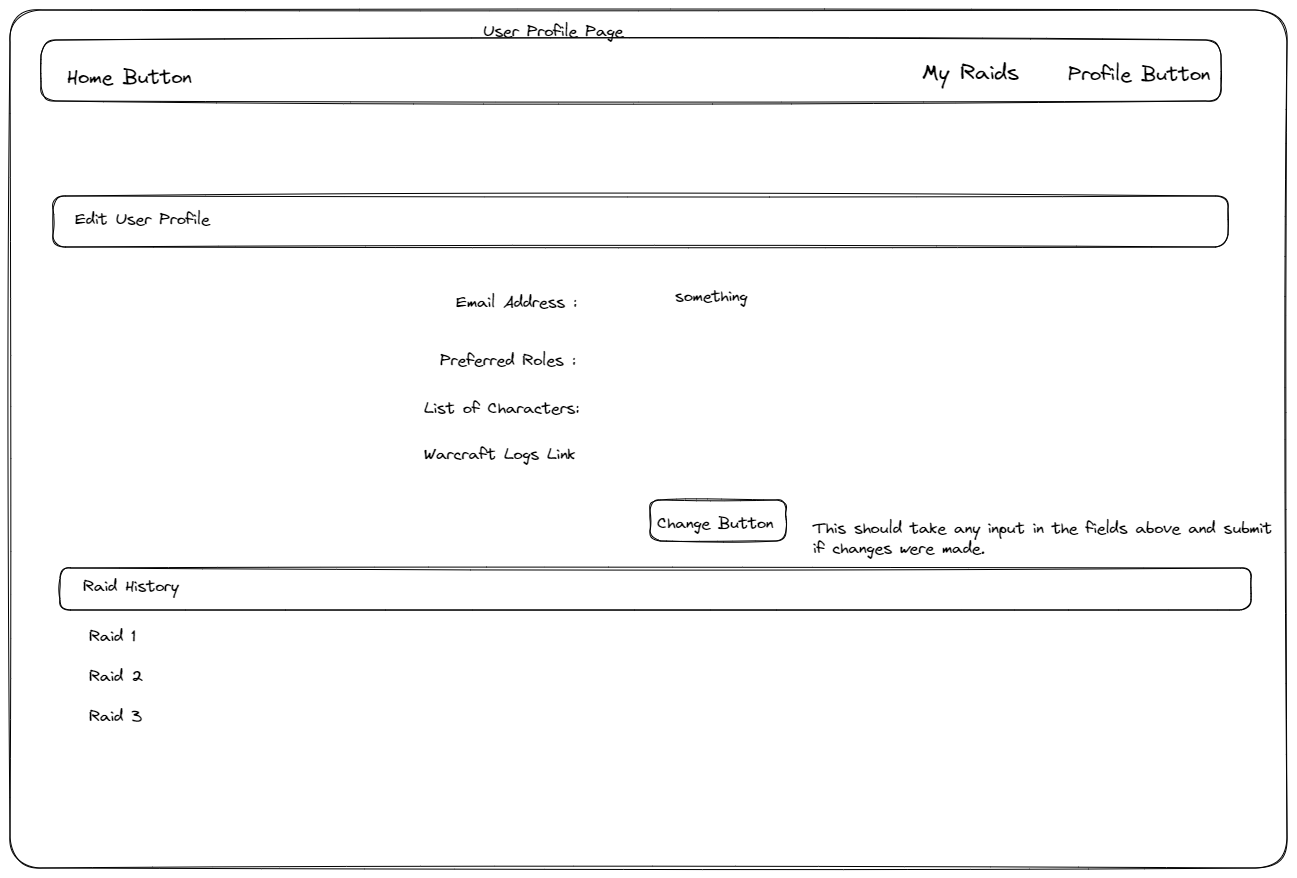 User Profile Page
Home Button
My Raids
Profile Button
Edit User Profile
Email Address :
something
Preferred Roles :
List of Characters:
Warcraft Logs Link
Change Button
This should take any input in the fields above and submit
if changes were made.
Raid History
Raid 1
Raid 2
Raid 3